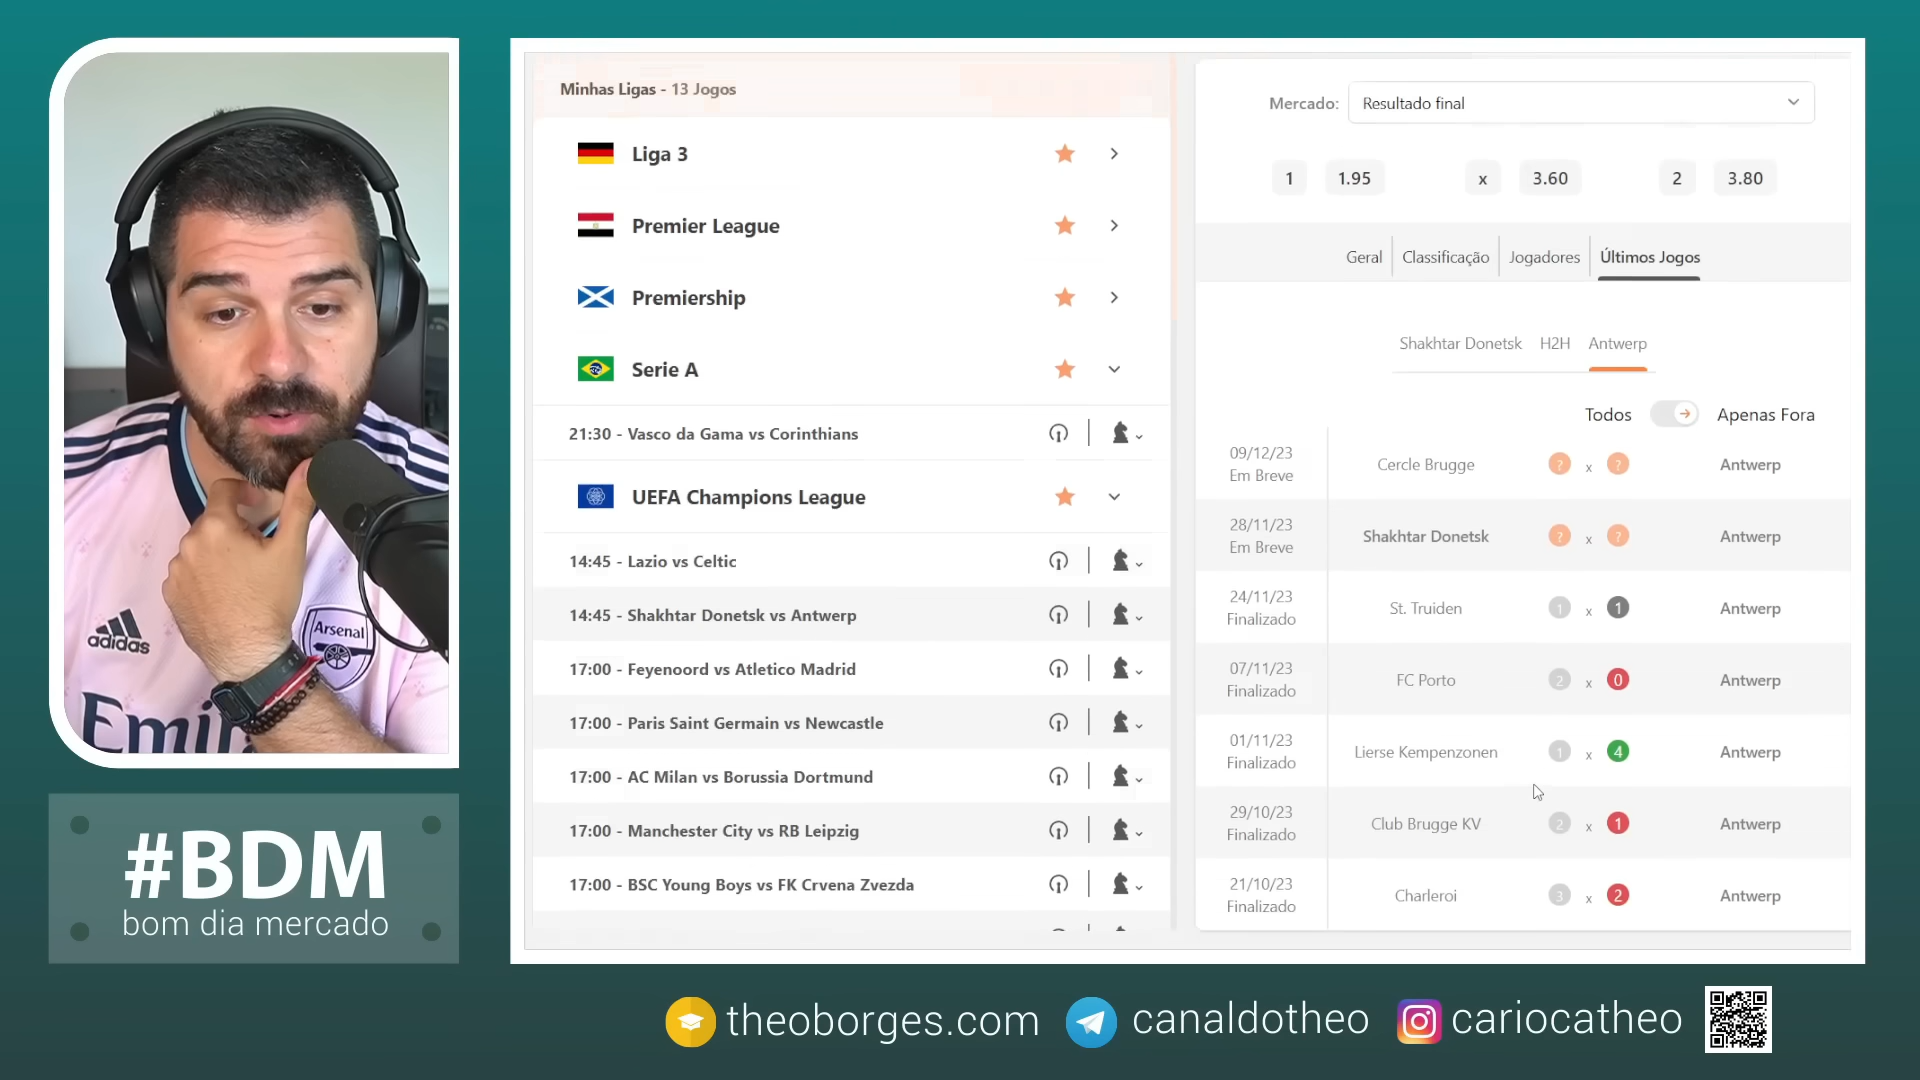 adidas
Arsenal
Emir
#BDM
bom dia mercado
Minhas Ligas - 13 Jogos
Liga 3
Premier League
Premiership
Serie A
21:30 - Vasco da Gama vs Corinthians
UEFA Champions League
14:45 - Lazio vs Celtic
14:45 - Shakhtar Donetsk vs Antwerp
17:00 - Feyenoord vs Atletico Madrid
17:00 - Paris Saint Germain vs Newcastle
17:00 - AC Milan vs Borussia Dortmund
17:00 - Manchester City vs RB Leipzig
17:00 - BSC Young Boys vs FK Crvena Zvezda
Mercado: Resultado final
1 1.95 x 3.60 2 3.80
Geral Classificação Jogadores Últimos Jogos
Shakhtar Donetsk H2H Antwerp
Todos Apenas Fora
09/12/23
Em Breve
Cercle Brugge ? x ? Antwerp
28/11/23
Em Breve
Shakhtar Donetsk ? x ? Antwerp
24/11/23
Finalizado
St. Truiden 1 x 1 Antwerp
07/11/23
Finalizado
FC Porto 2 x 0 Antwerp
01/11/23
Finalizado
Lierse Kempenzonen 1 x 4 Antwerp
29/10/23
Finalizado
Club Brugge KV 2 x 1 Antwerp
21/10/23
Finalizado
Charleroi 3 x 2 Antwerp
theoborges.com canaldotheo cariocatheo